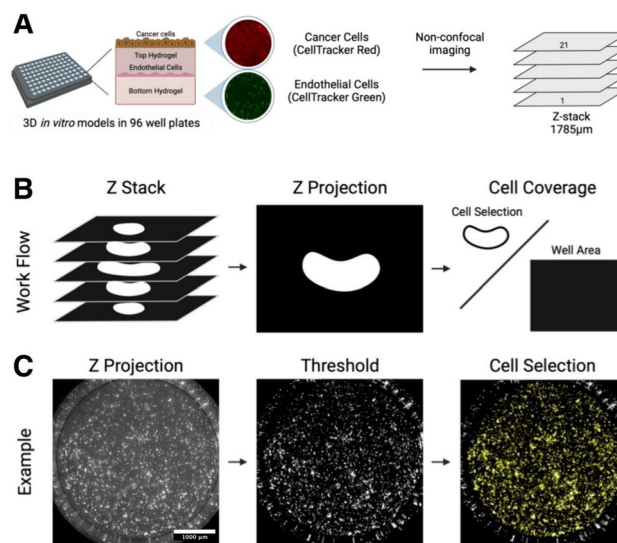 A
Cancer cells
Top Hydrogel
Endothelial Cells
Bottom Hydrogel
3D in vitro models in 96 well plates
Cancer Cells
(CellTracker Red)
Endothelial Cells
(CellTracker Green)
Non-confocal
imaging
21
1
Z-stack
1785µm
B
Work Flow
Z Stack
Z Projection
Cell Coverage
Cell Selection
Well Area
C
Example
Z Projection
Threshold
Cell Selection
1000 µm